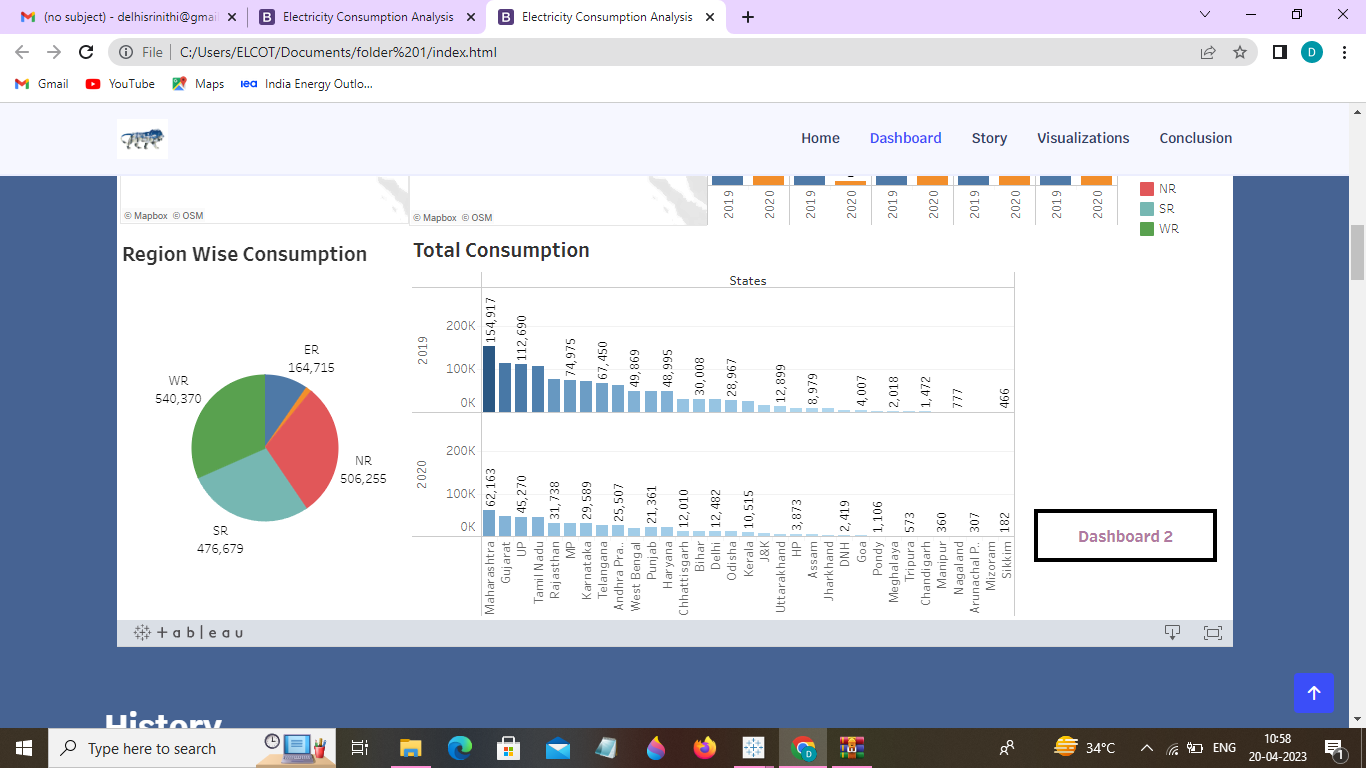 (no subject) - delhisrinithi@gmai
Electricity Consumption Analysis
Electricity Consumption Analysis
File
C:/Users/ELCOT/Documents/folder%201/index.html
D
Gmail
YouTube
Maps
iea India Energy Outlo...
Home
Dashboard
Story
Visualizations
Conclusion
© Mapbox © OSM
© Mapbox © OSM
2019
2020
2019
2020
2019
2020
2019
2020
2019
2020
NR
SR
WR
Region Wise Consumption
ER
164,715
WR
540,370
NR
506,255
SR
476,679
Total Consumption
States
2019
200K
100K
0K
154,917
112,690
74,975
67,450
49,869
48,995
30,008
28,967
12,899
8,979
4,007
2,018
1,472
777
466
2020
200K
100K
0K
62,163
45,270
31,738
29,589
25,507
21,361
12,010
12,482
10,515
3,873
2,419
1,106
573
360
307
182
Maharashtra
Gujarat
UP
Tamil Nadu
Rajasthan
MP
Karnataka
Telangana
Andhra Pra..
West Bengal
Punjab
Haryana
Chhattisgarh
Bihar
Delhi
Odisha
Kerala
J&K
Uttarakhand
HP
Assam
Jharkhand
DNH
Goa
Pondy
Meghalaya
Tripura
Chandigarh
Manipur
Nagaland
Arunachal P..
Mizoram
Sikkim
Dashboard 2
+ a b l e a u
History
Type here to search
34°C
ENG
10:58
20-04-2023
1